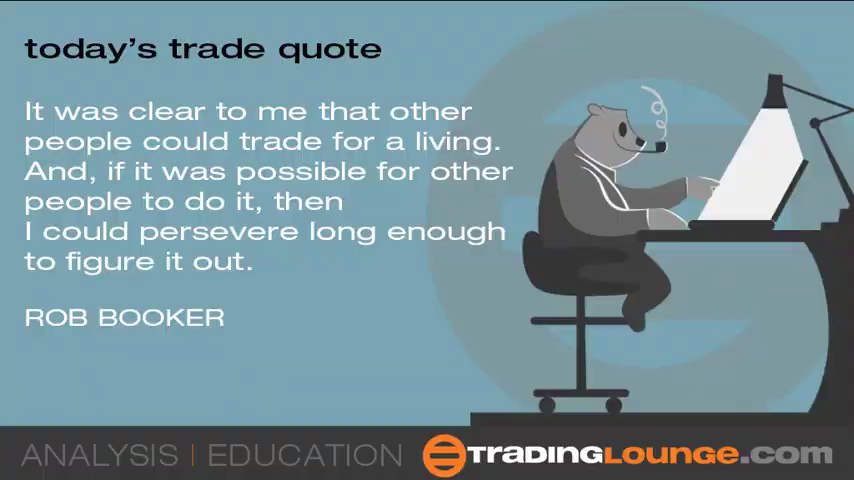 today's trade quote
It was clear to me that other
people could trade for a living.
And, if it was possible for other
people to do it, then
I could persevere long enough
to figure it out.
ROB BOOKER
ANALYSIS | EDUCATION TRADINGLOUNGE.com